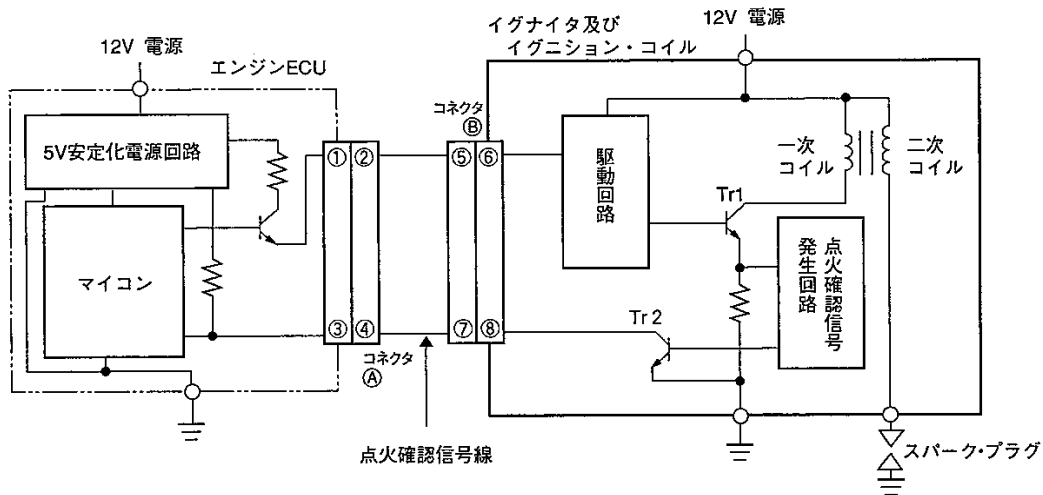 12V 電源
エンジンECU
5V安定化電源回路
マイコン
①
②
③
④
コネクタ
Ⓐ
点火確認信号線
コネクタ
Ⓑ
⑤
⑥
⑦
⑧
イグナイタ及び
イグニション・コイル
12V 電源
駆動回路
Tr1
Tr 2
一次
コイル
二次
コイル
点火確認信号
発生回路
スパーク・プラグ